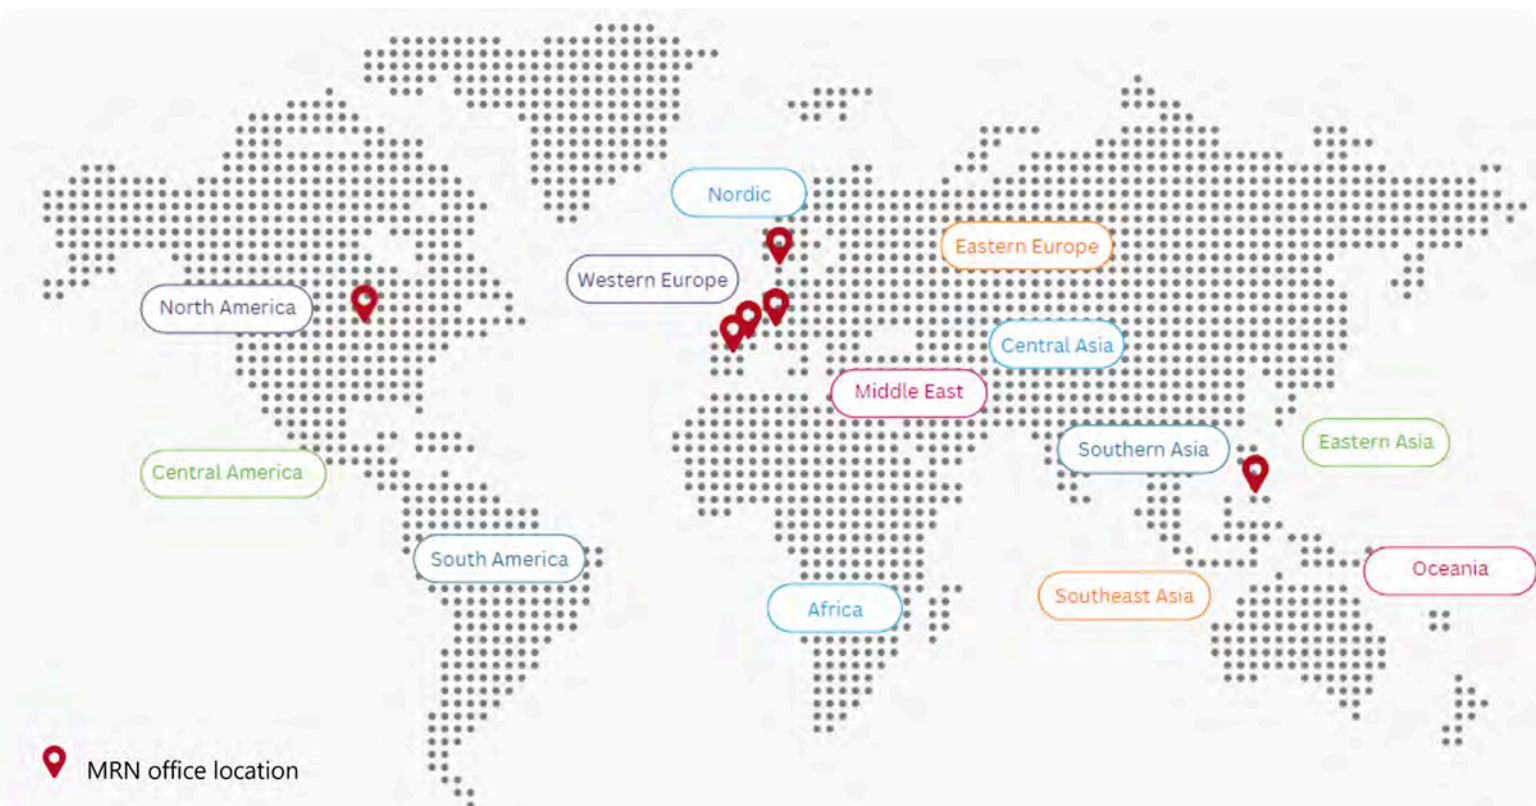 Nordic
Eastern Europe
Western Europe
North America
Central Asia
Middle East
Eastern Asia
Southern Asia
Central America
South America
Oceania
Southeast Asia
Africa
MRN office location